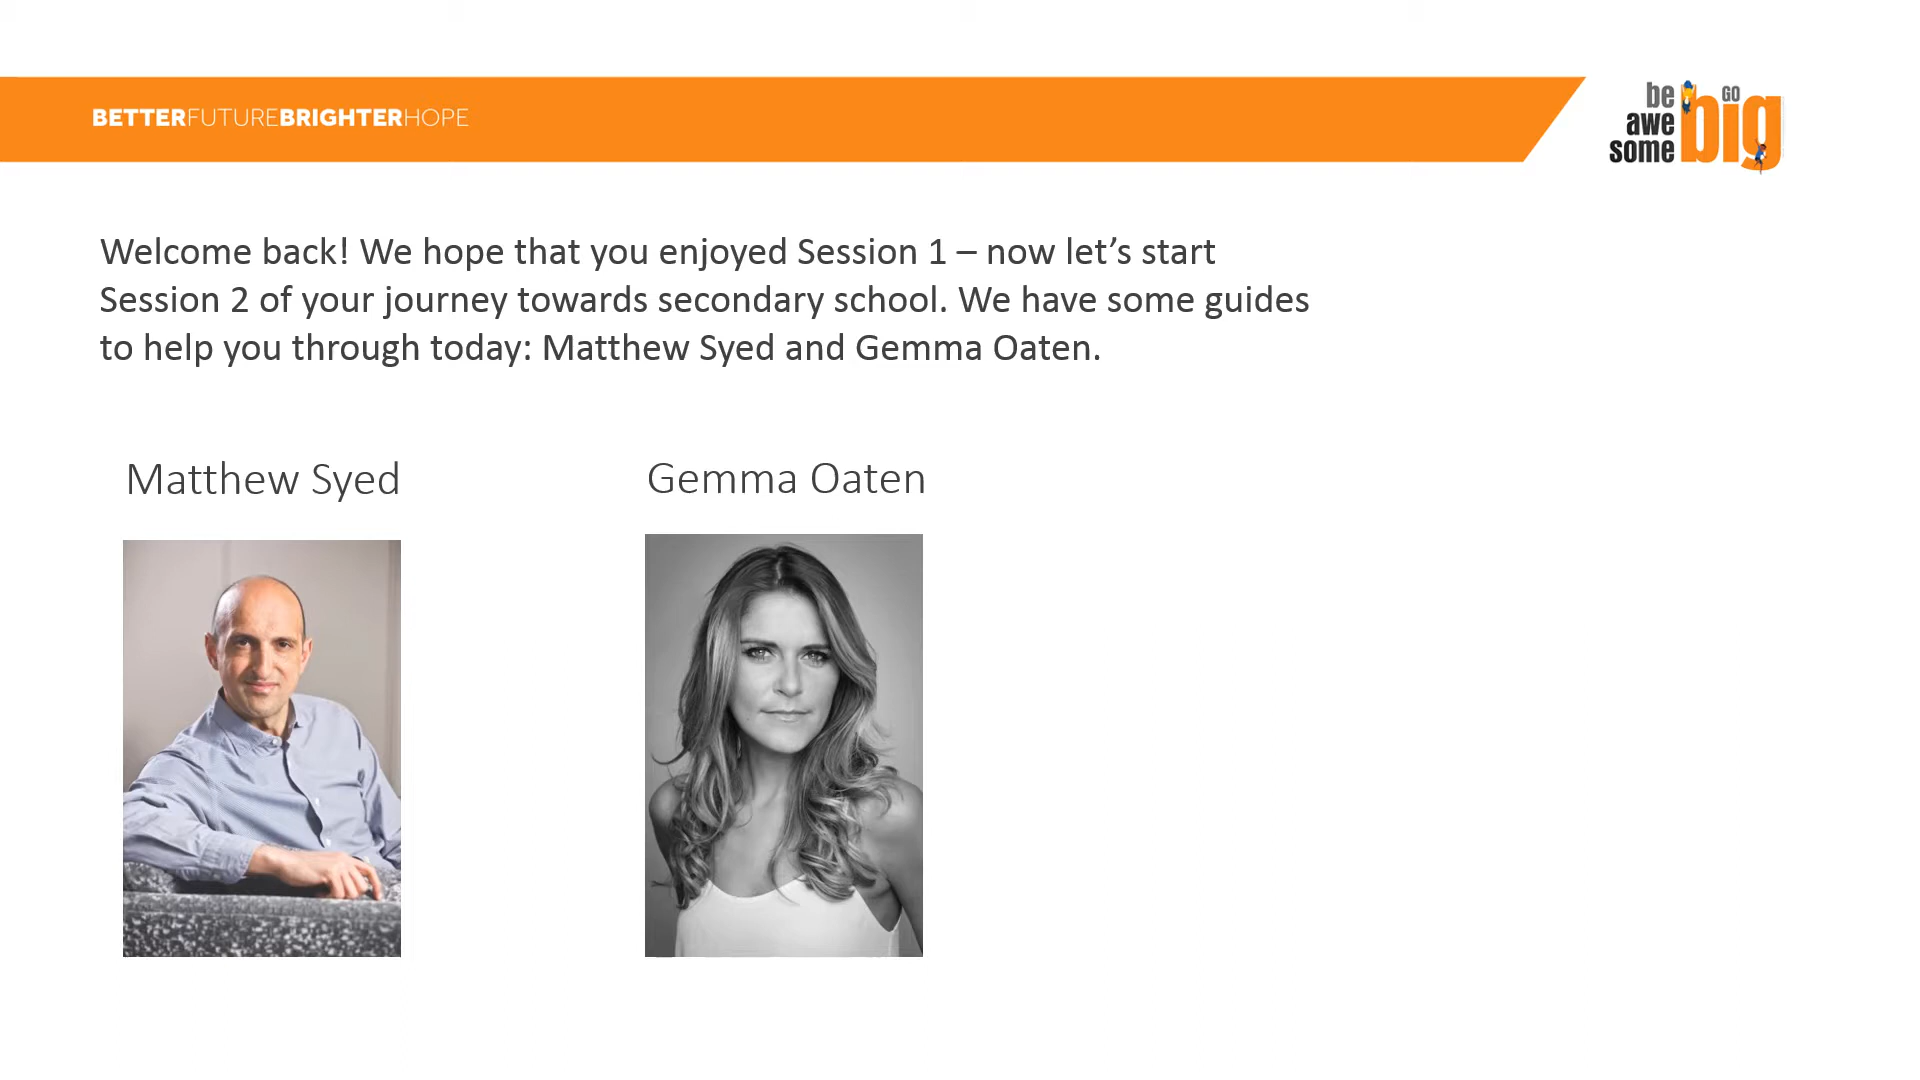 BETTERFUTUREBRIGHTERHOPE
be
awe
some
GO
big
Welcome back! We hope that you enjoyed Session 1 – now let’s start
Session 2 of your journey towards secondary school. We have some guides
to help you through today: Matthew Syed and Gemma Oaten.
Matthew Syed
Gemma Oaten